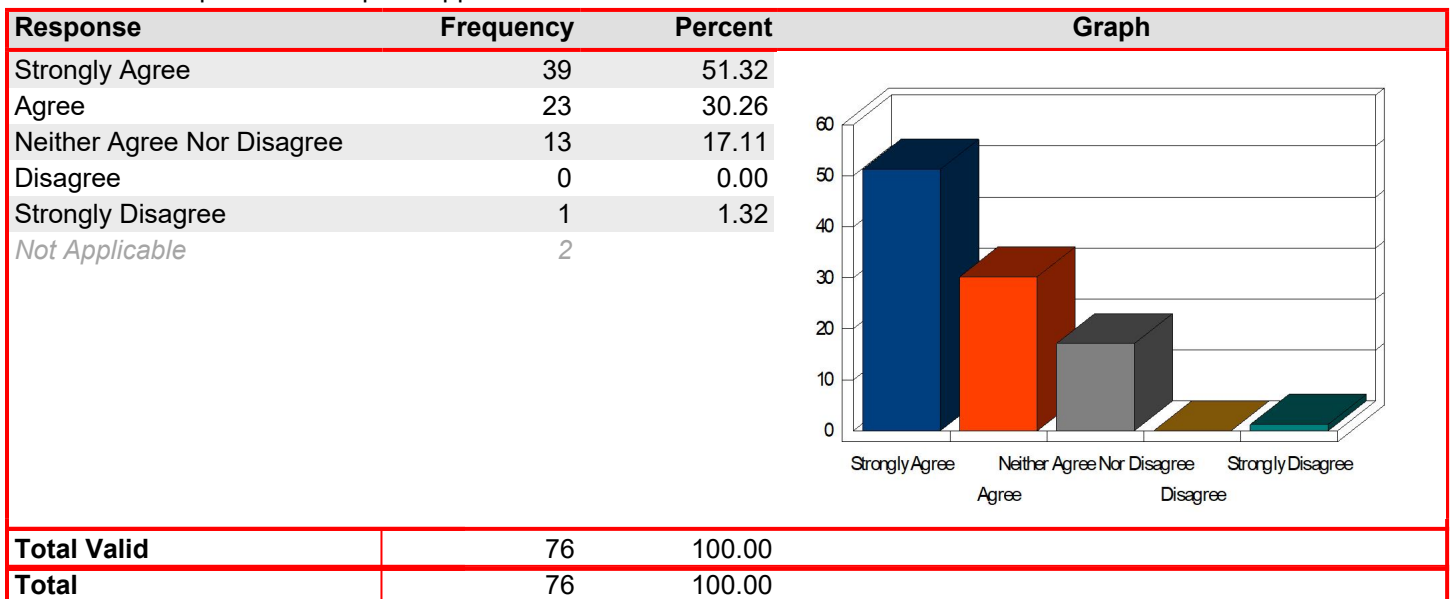 Response Frequency Percent Graph
Strongly Agree 39 51.32
Agree 23 30.26
Neither Agree Nor Disagree 13 17.11
Disagree 0 0.00
Strongly Disagree 1 1.32
Not Applicable 2
60
50
40
30
20
10
0
Strongly Agree Neither Agree Nor Disagree Strongly Disagree
Agree Disagree
Total Valid 76 100.00
Total 76 100.00